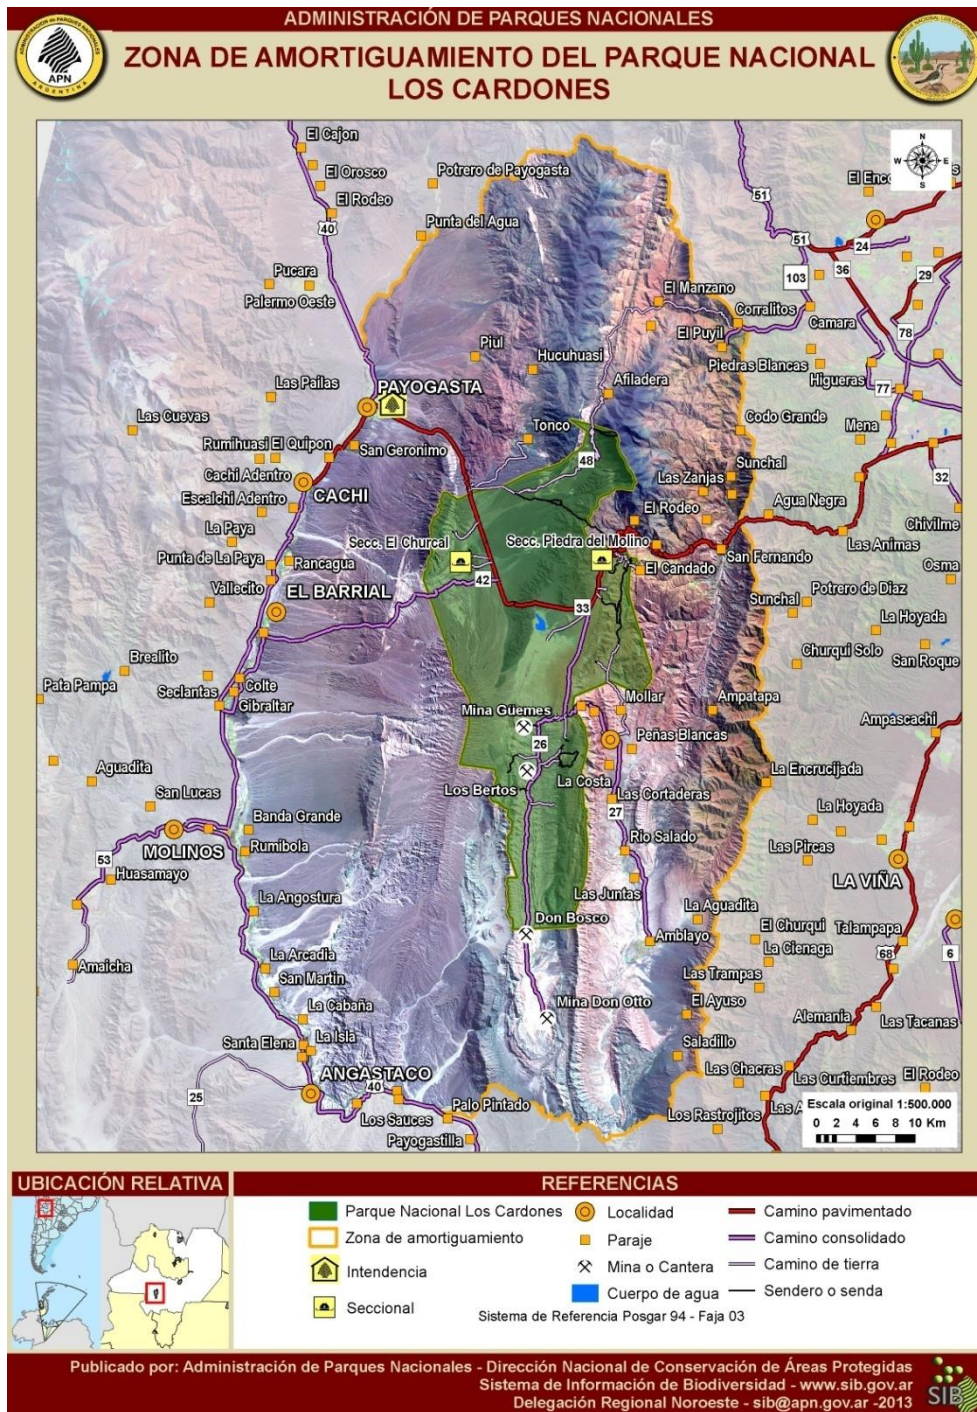 ADMINISTRACIÓN DE PARQUES NACIONALES
ZONA DE AMORTIGUAMIENTO DEL PARQUE NACIONAL
LOS CARDONES
APN
ARGENTINA
N
W E
S
El Cajon
El Orosco
El Rodeo
40
Potrero de Payogasta
Punta del Agua
51
El Enco
51
24
36
29
103
Pucara
Palermo Oeste
El Manzano
Corralitos
Camara
78
El Puyil
Piul
Hucuhuasi
Piedras Blancas
Higueras
77
Las Pailas
PAYOGASTA
Afiladera
Las Cuevas
Codo Grande
Mena
Rumihuasi El Quipon
San Geronimo
Tonco
48
Cachi Adentro
CACHI
Las Zanjas
Sunchal
32
Escalchi Adentro
El Rodeo
Agua Negra
Chivilme
La Paya
Secc. El Churcal
Secc. Piedra del Molino
Las Animas
Punta de La Paya
Rancagua
San Fernando
Osma
Vallecito
EL BARRIAL
42
El Candado
33
Sunchal
Potrero de Diaz
La Hoyada
Brealito
Churqui Solo
San Roque
Pata Pampa
Seclantas
Colte
Gibraltar
Mollar
Ampatapa
Mina Güemes
Ampascachi
26
Peñas Blancas
Aguadita
Los Bertos
La Costa
La Encrucijada
San Lucas
Las Cortaderas
27
La Hoyada
Banda Grande
MOLINOS
Rumibola
Rio Salado
53
Huasamayo
Las Pircas
LA VIÑA
Las Juntas
La Angostura
Don Bosco
La Aguadita
El Churqui
Talampapa
Amblayo
La Cienaga
68
6
Amaicha
La Arcadia
San Martin
Las Trampas
La Cabaña
Mina Don Otto
El Ayuso
Alemania
Las Tacanas
Santa Elena
La Isla
Saladillo
ANGASTACO
40
Las Chacras
Las Curtiembres
El Rodeo
25
Los Sauces
Palo Pintado
Los Rastrojitos
Payogastilla
Escala original 1:500.000
0 2 4 6 8 10 Km
UBICACIÓN RELATIVA
REFERENCIAS
Parque Nacional Los Cardones
Localidad
Camino pavimentado
Zona de amortiguamiento
Paraje
Camino consolidado
Intendencia
Mina o Cantera
Camino de tierra
Seccional
Cuerpo de agua
Sendero o senda
Sistema de Referencia Posgar 94 - Faja 03
Publicado por: Administración de Parques Nacionales - Dirección Nacional de Conservación de Áreas Protegidas
Sistema de Información de Biodiversidad - www.sib.gov.ar
Delegación Regional Noroeste - sib@apn.gov.ar -2013
SIB